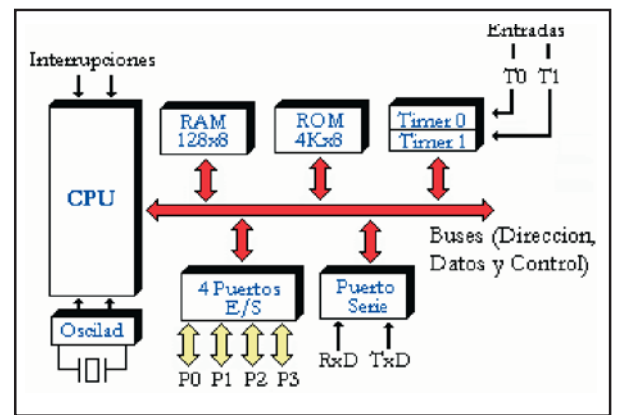 Entradas
Interrupciones
T0 T1
RAM
128x8
ROM
4Kx8
Timer 0
Timer 1
CPU
Buses (Direccion,
Datos y Control)
4 Puertos
E/S
Puerto
Serie
Oscilad
RxD TxD
P0 P1 P2 P3